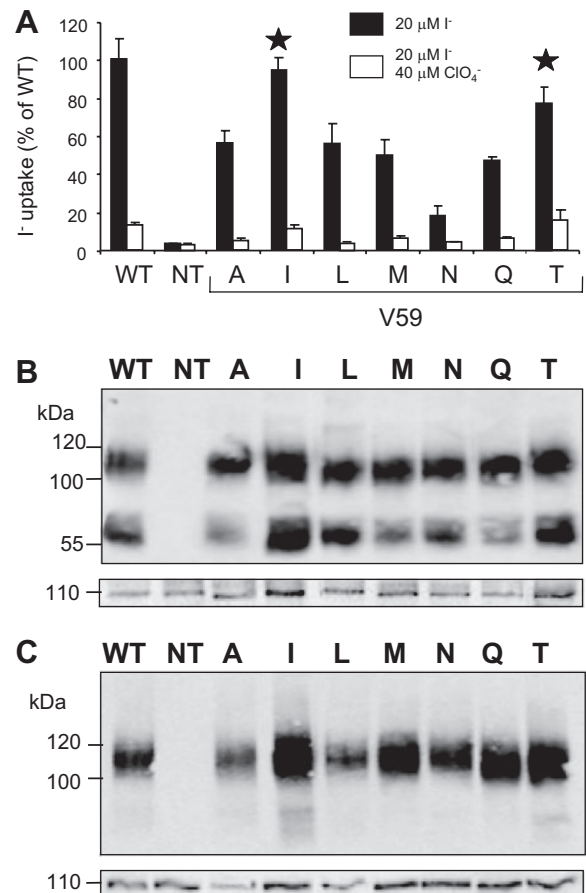 A
I⁻ uptake (% of WT)
120
100
80
60
40
20
0
20 µM I⁻
20 µM I⁻
40 µM ClO₄⁻
WT NT A I L M N Q T
V59
B
WT NT A I L M N Q T
kDa
120
100
55
110
C
WT NT A I L M N Q T
kDa
120
100
110